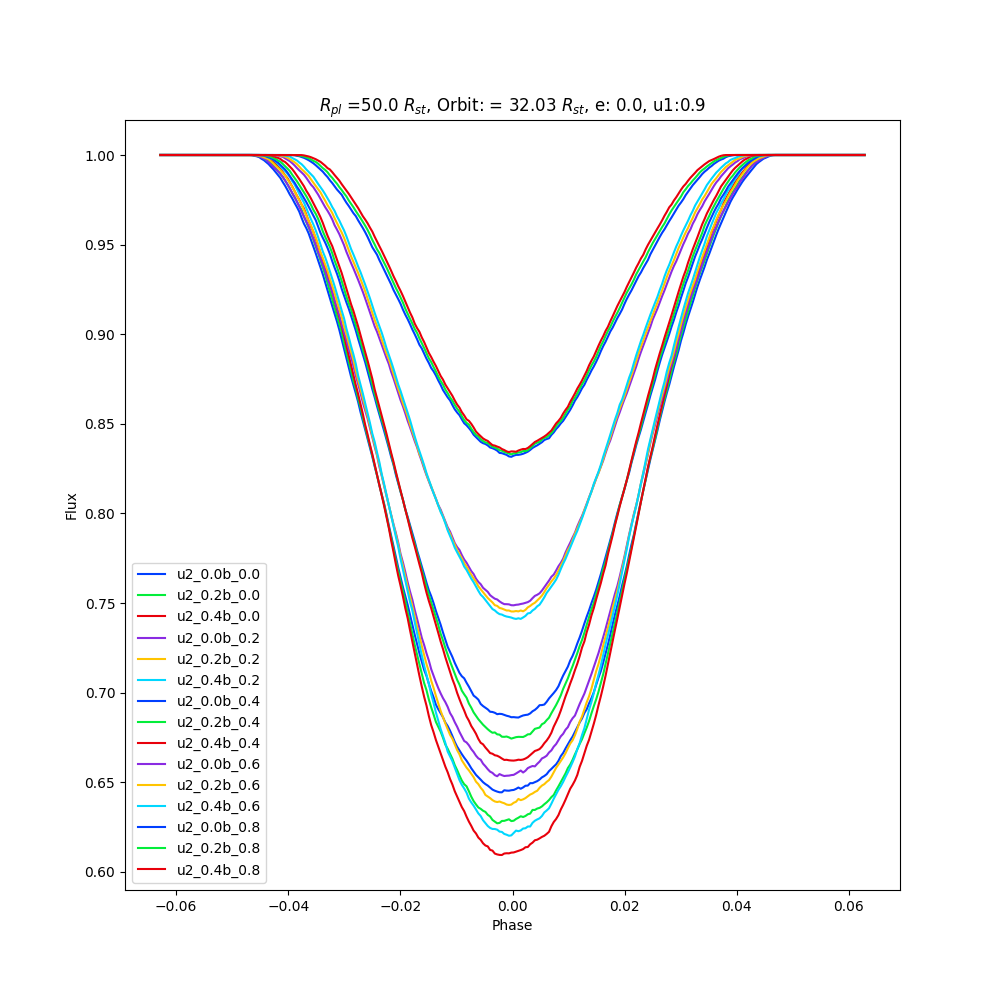 R_pl =50.0 R_st, Orbit: = 32.03 R_st, e: 0.0, u1:0.9
1.00
0.95
0.90
0.85
0.80
0.75
0.70
0.65
0.60
Flux
u2_0.0b_0.0
u2_0.2b_0.0
u2_0.4b_0.0
u2_0.0b_0.2
u2_0.2b_0.2
u2_0.4b_0.2
u2_0.0b_0.4
u2_0.2b_0.4
u2_0.4b_0.4
u2_0.0b_0.6
u2_0.2b_0.6
u2_0.4b_0.6
u2_0.0b_0.8
u2_0.2b_0.8
u2_0.4b_0.8
−0.06 −0.04 −0.02 0.00 0.02 0.04 0.06
Phase